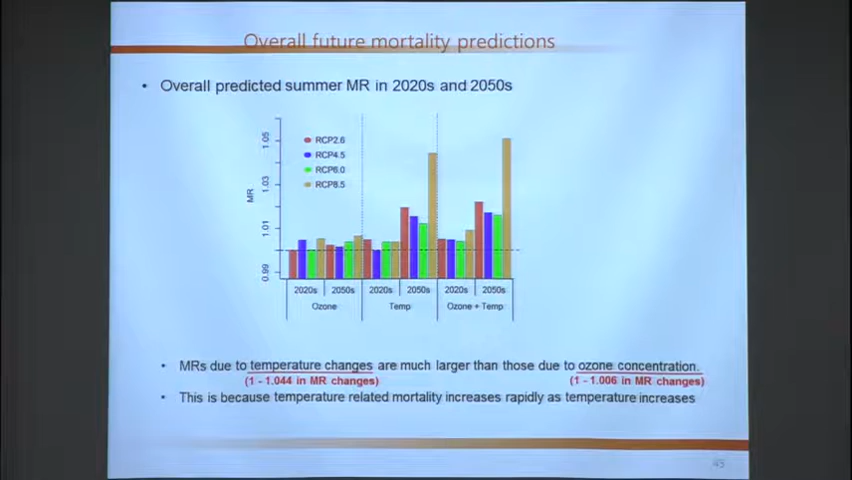 Overall future mortality predictions
• Overall predicted summer MR in 2020s and 2050s
RCP2.6
RCP4.5
RCP6.0
RCP8.5
MR
1.05
1.03
1.01
0.99
2020s 2050s 2020s 2050s 2020s 2050s
Ozone Temp Ozone + Temp
• MRs due to temperature changes are much larger than those due to ozone concentration.
(1 - 1.044 in MR changes) (1 - 1.006 in MR changes)
• This is because temperature related mortality increases rapidly as temperature increases
45